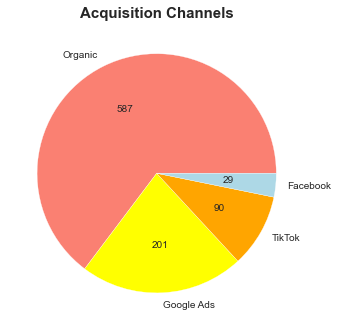 Acquisition Channels
Organic
587
29
Facebook
90
TikTok
201
Google Ads